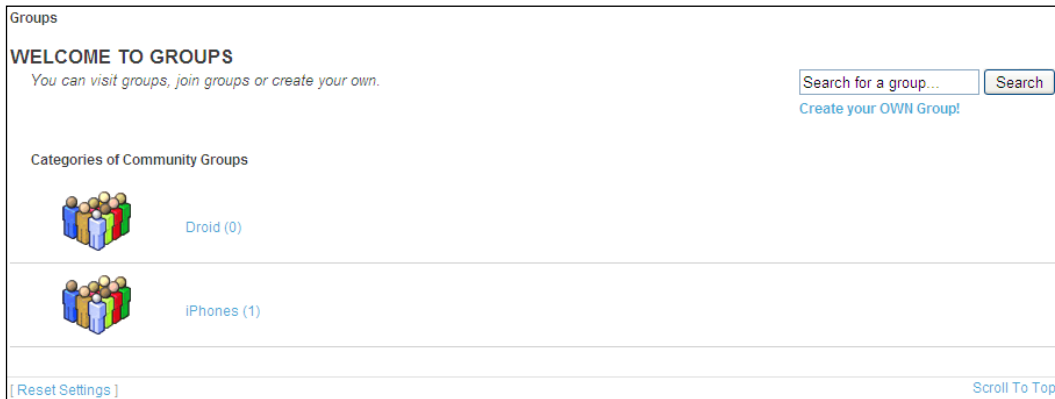 Groups
WELCOME TO GROUPS
You can visit groups, join groups or create your own.
Search for a group... Search
Create your OWN Group!
Categories of Community Groups
Droid (0)
iPhones (1)
[ Reset Settings ]
Scroll To Top